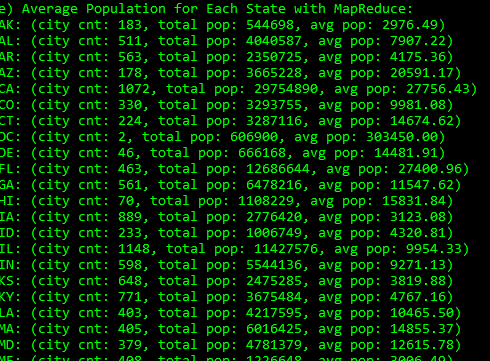 e) Average Population for Each State with MapReduce:
AK: (city cnt: 183, total pop: 544698, avg pop: 2976.49)
AL: (city cnt: 511, total pop: 4040587, avg pop: 7907.22)
AR: (city cnt: 563, total pop: 2350725, avg pop: 4175.36)
AZ: (city cnt: 178, total pop: 3665228, avg pop: 20591.17)
CA: (city cnt: 1072, total pop: 29754890, avg pop: 27756.43)
CO: (city cnt: 330, total pop: 3293755, avg pop: 9981.08)
CT: (city cnt: 224, total pop: 3287116, avg pop: 14674.62)
DC: (city cnt: 2, total pop: 606900, avg pop: 303450.00)
DE: (city cnt: 46, total pop: 666168, avg pop: 14481.91)
FL: (city cnt: 463, total pop: 12686644, avg pop: 27400.96)
GA: (city cnt: 561, total pop: 6478216, avg pop: 11547.62)
HI: (city cnt: 70, total pop: 1108229, avg pop: 15831.84)
IA: (city cnt: 889, total pop: 2776420, avg pop: 3123.08)
ID: (city cnt: 233, total pop: 1006749, avg pop: 4320.81)
IL: (city cnt: 1148, total pop: 11427576, avg pop: 9954.33)
IN: (city cnt: 598, total pop: 5544136, avg pop: 9271.13)
KS: (city cnt: 648, total pop: 2475285, avg pop: 3819.88)
KY: (city cnt: 771, total pop: 3675484, avg pop: 4767.16)
LA: (city cnt: 403, total pop: 4217595, avg pop: 10465.50)
MA: (city cnt: 405, total pop: 6016425, avg pop: 14855.37)
MD: (city cnt: 379, total pop: 4781379, avg pop: 12615.78)
ME: (city cnt: 408, total pop: 1226648, avg pop: 3006.49)